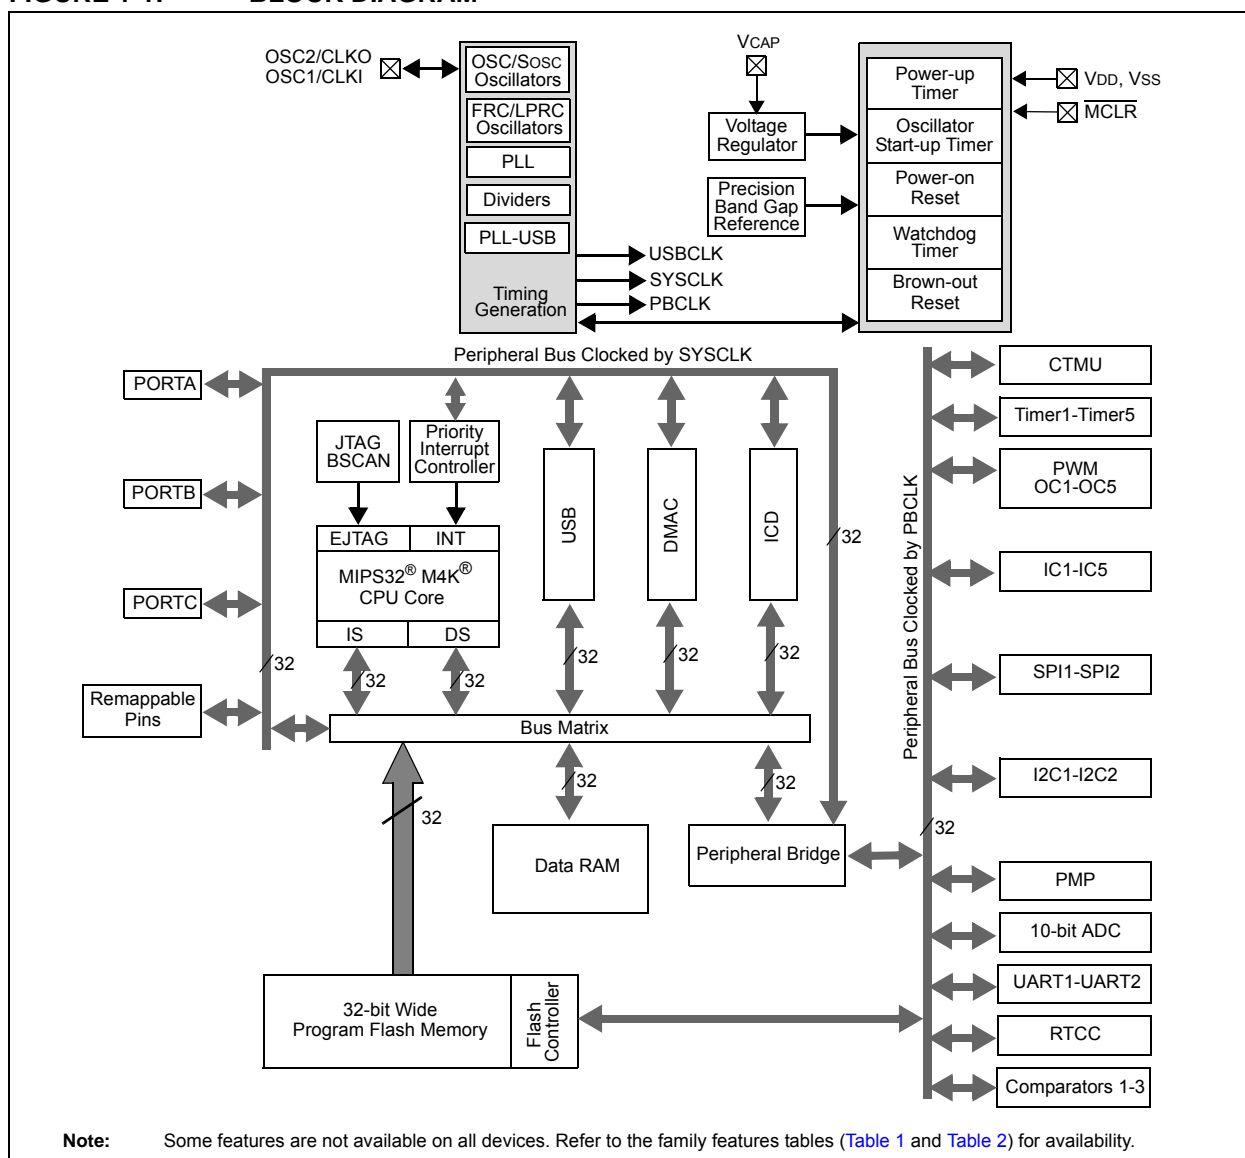 OSC2/CLKO
OSC1/CLKI
OSC/SOSC
Oscillators
FRC/LPRC
Oscillators
PLL
Dividers
PLL-USB
Timing
Generation
USBCLK
SYSCLK
PBCLK
VCAP
Voltage
Regulator
Precision
Band Gap
Reference
Power-up
Timer
Oscillator
Start-up Timer
Power-on
Reset
Watchdog
Timer
Brown-out
Reset
VDD, VSS
MCLR
Peripheral Bus Clocked by SYSCLK
PORTA
PORTB
PORTC
Remappable
Pins
32
JTAG
BSCAN
Priority
Interrupt
Controller
EJTAG
INT
MIPS32® M4K®
CPU Core
IS
DS
32
32
USB
32
DMAC
32
ICD
32
32
Bus Matrix
32
32
32
Data RAM
Peripheral Bridge
32-bit Wide
Program Flash Memory
Flash
Controller
Peripheral Bus Clocked by PBCLK
32
CTMU
Timer1-Timer5
PWM
OC1-OC5
IC1-IC5
SPI1-SPI2
I2C1-I2C2
PMP
10-bit ADC
UART1-UART2
RTCC
Comparators 1-3
Note: Some features are not available on all devices. Refer to the family features tables (Table 1 and Table 2) for availability.